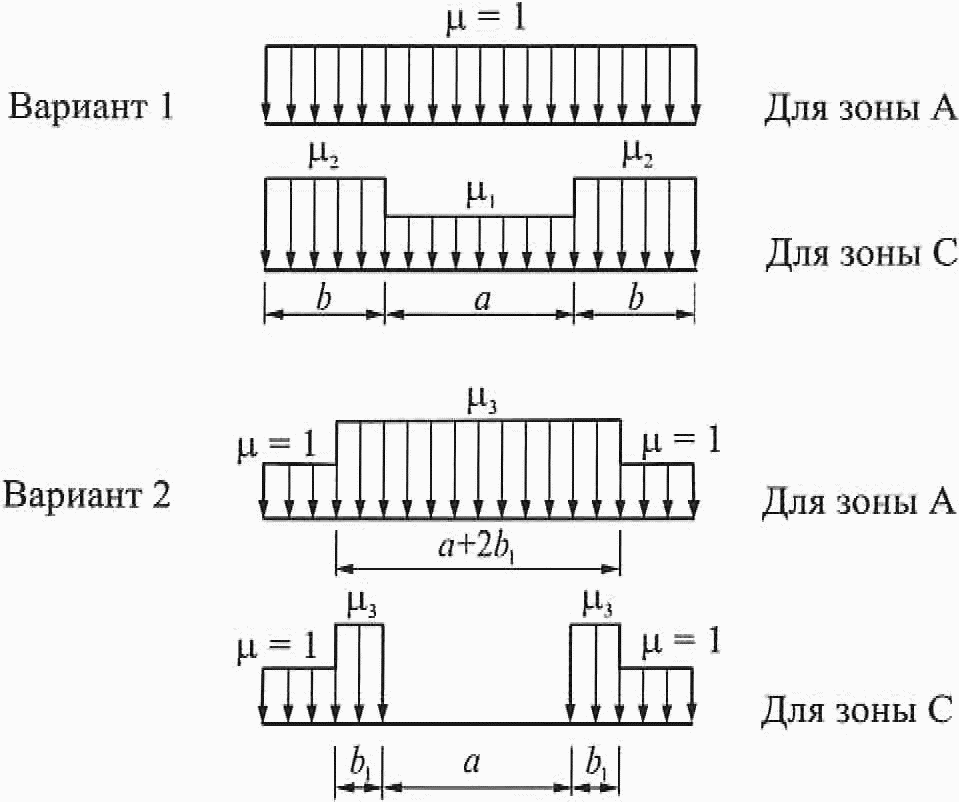 μ = 1
Вариант 1
Для зоны А
μ₂ μ₂
μ₁
Для зоны С
b a b
μ₃
μ = 1 μ = 1
Вариант 2
Для зоны А
a+2b₁
μ₃ μ₃
μ = 1 μ = 1
Для зоны С
b₁ a b₁